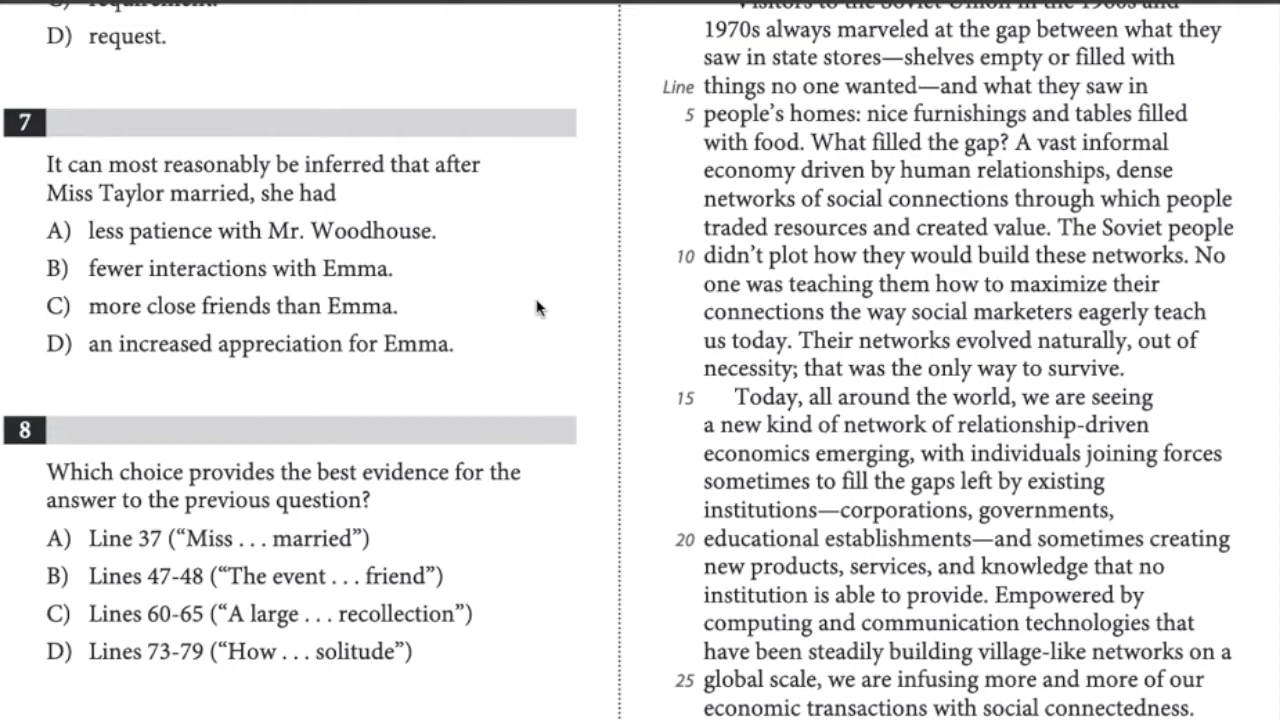 D) request.
7
It can most reasonably be inferred that after
Miss Taylor married, she had
A) less patience with Mr. Woodhouse.
B) fewer interactions with Emma.
C) more close friends than Emma.
D) an increased appreciation for Emma.
8
Which choice provides the best evidence for the
answer to the previous question?
A) Line 37 (“Miss . . . married”)
B) Lines 47-48 (“The event . . . friend”)
C) Lines 60-65 (“A large . . . recollection”)
D) Lines 73-79 (“How . . . solitude”)
Visitors to the Soviet Union in the 1960s and
1970s always marveled at the gap between what they
saw in state stores—shelves empty or filled with
Line things no one wanted—and what they saw in
5 people’s homes: nice furnishings and tables filled
with food. What filled the gap? A vast informal
economy driven by human relationships, dense
networks of social connections through which people
traded resources and created value. The Soviet people
10 didn’t plot how they would build these networks. No
one was teaching them how to maximize their
connections the way social marketers eagerly teach
us today. Their networks evolved naturally, out of
necessity; that was the only way to survive.
15 Today, all around the world, we are seeing
a new kind of network of relationship-driven
economics emerging, with individuals joining forces
sometimes to fill the gaps left by existing
institutions—corporations, governments,
20 educational establishments—and sometimes creating
new products, services, and knowledge that no
institution is able to provide. Empowered by
computing and communication technologies that
have been steadily building village-like networks on a
25 global scale, we are infusing more and more of our
economic transactions with social connectedness.